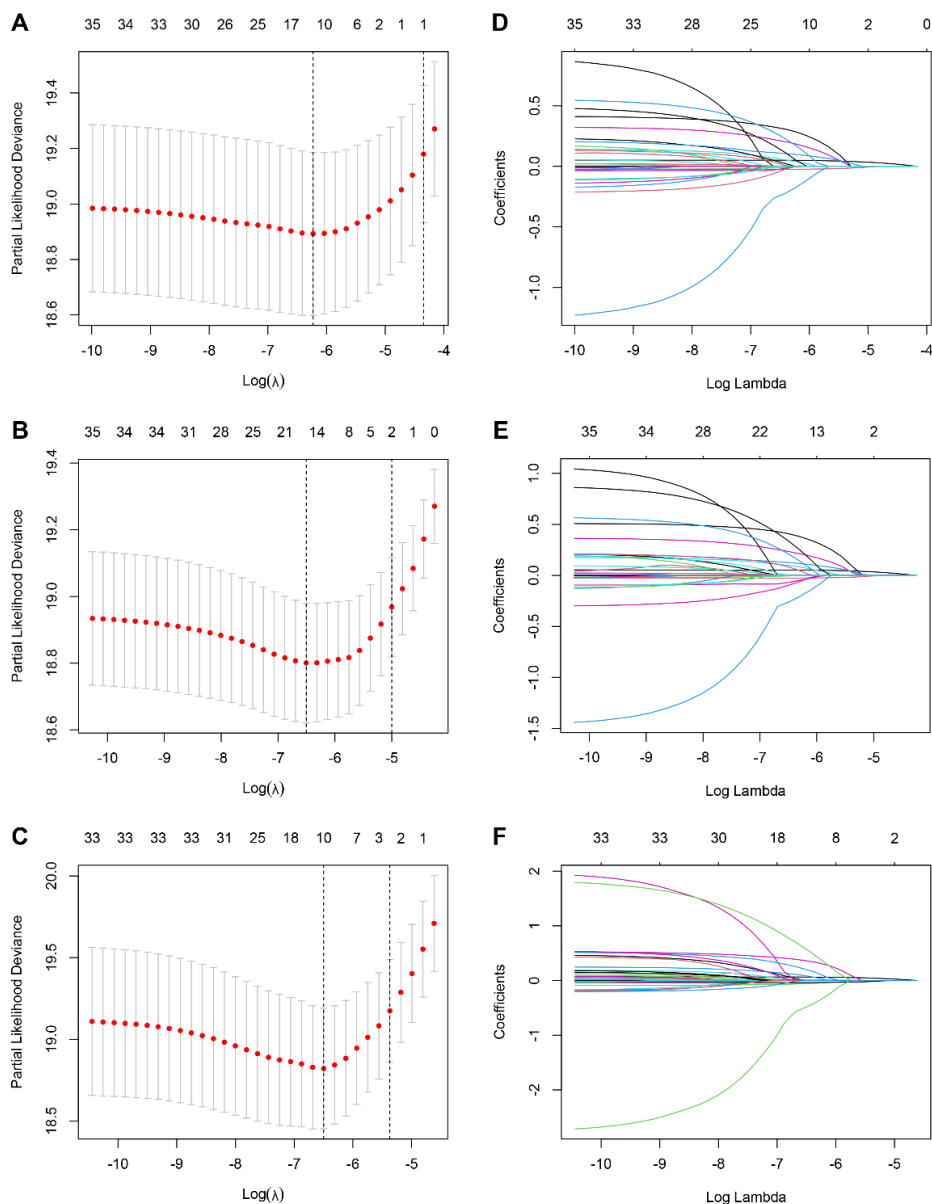 A
35 34 33 30 26 25 17 10 6 2 1 1
Partial Likelihood Deviance
19.4
19.2
19.0
18.8
18.6
-10 -9 -8 -7 -6 -5 -4
Log(λ)
D
35 33 28 25 10 2 0
Coefficients
0.5
0.0
-0.5
-1.0
-10 -9 -8 -7 -6 -5 -4
Log Lambda
B
35 34 34 31 28 25 21 14 8 5 2 1 0
Partial Likelihood Deviance
19.4
19.2
19.0
18.8
18.6
-10 -9 -8 -7 -6 -5
Log(λ)
E
35 34 28 22 13 2
Coefficients
1.0
0.5
0.0
-0.5
-1.0
-1.5
-10 -9 -8 -7 -6 -5
Log Lambda
C
33 33 33 33 31 25 18 10 7 3 2 1
Partial Likelihood Deviance
20.0
19.5
19.0
18.5
-10 -9 -8 -7 -6 -5
Log(λ)
F
33 33 30 18 8 2
Coefficients
2
1
0
-1
-2
-10 -9 -8 -7 -6 -5
Log Lambda